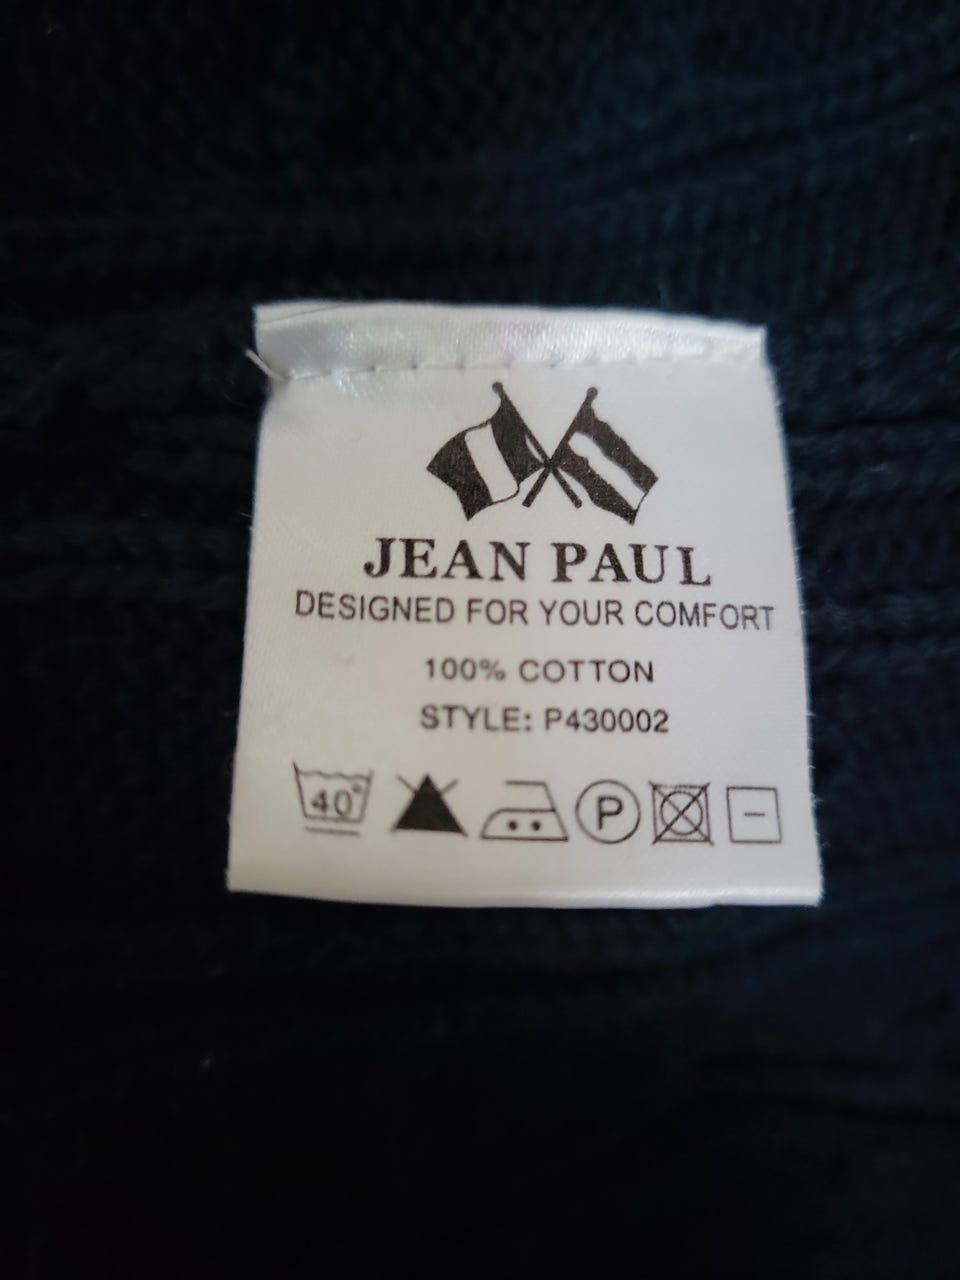 JEAN PAUL
DESIGNED FOR YOUR COMFORT
100% COTTON
STYLE: P430002
40° P